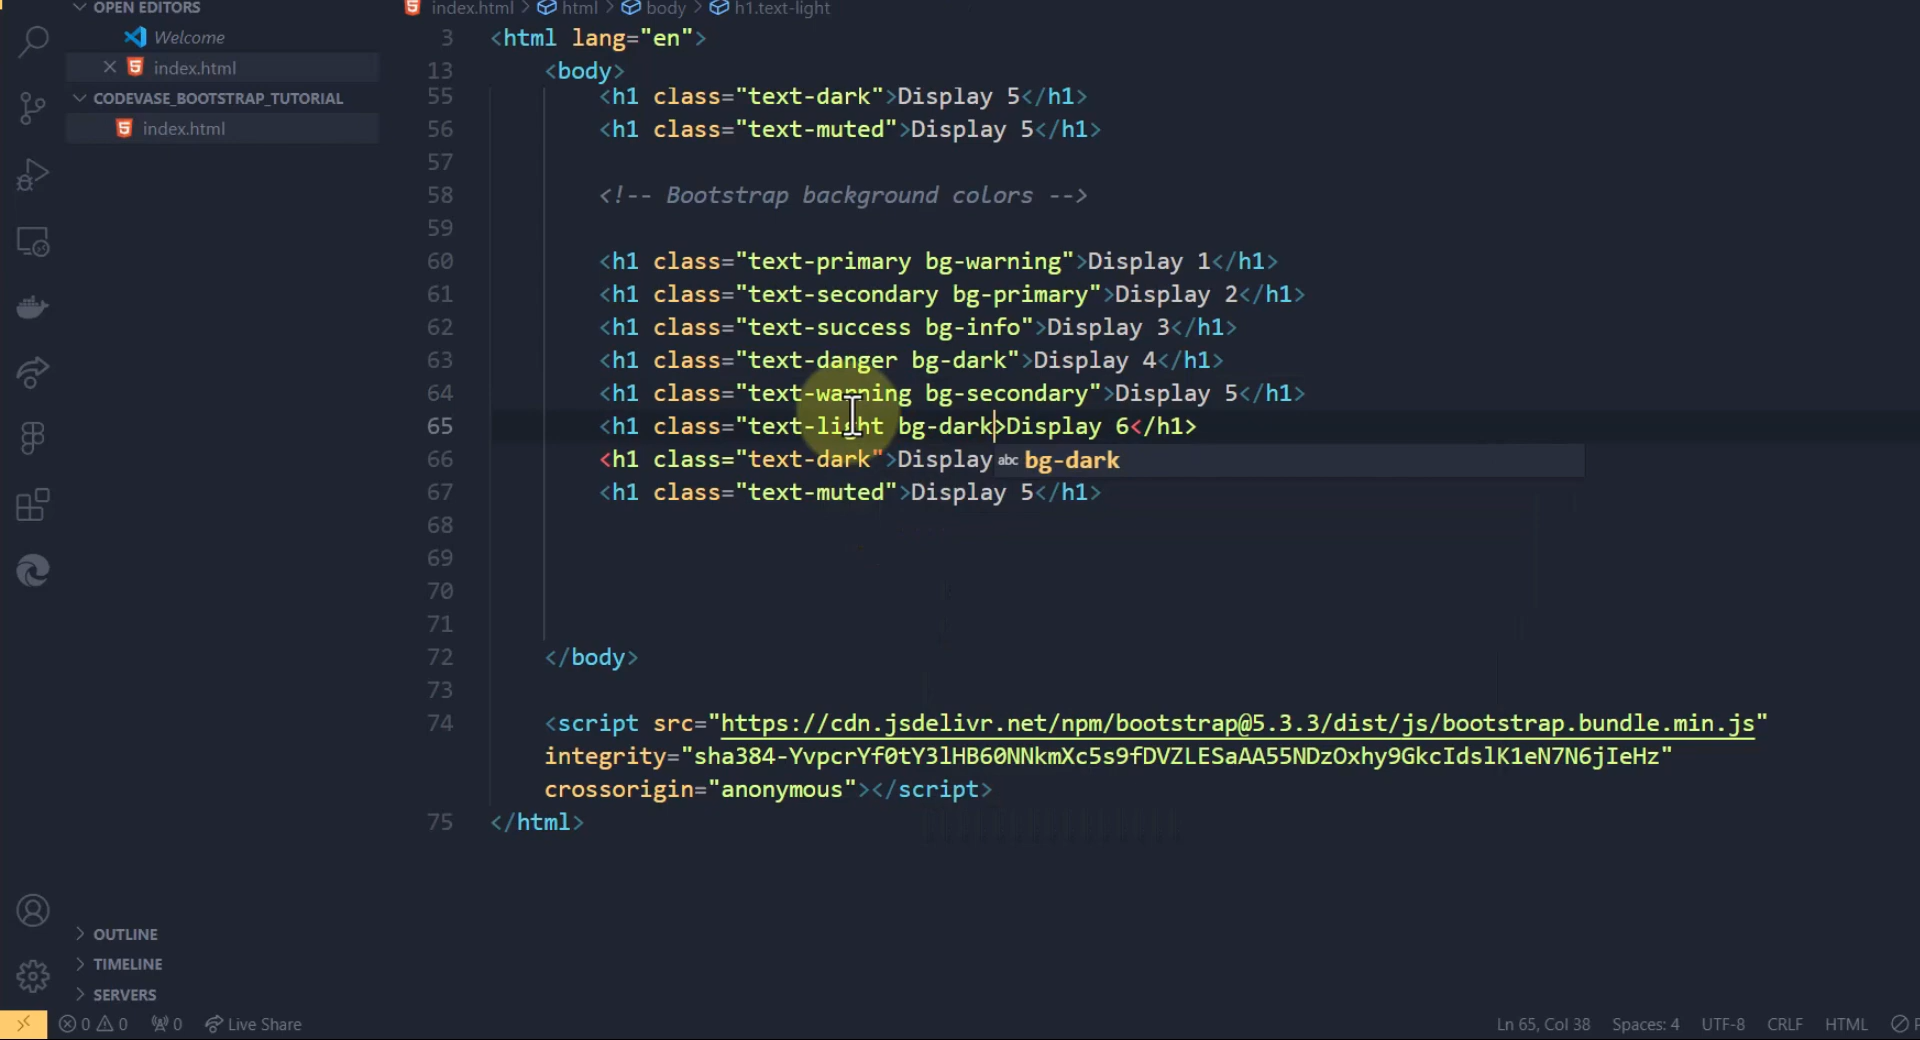 OPEN EDITORS
Welcome
index.html
CODEVASE_BOOTSTRAP_TUTORIAL
index.html
index.html > html > body > h1.text-light
3 <html lang="en">
13 <body>
55 <h1 class="text-dark">Display 5</h1>
56 <h1 class="text-muted">Display 5</h1>
57
58 <!-- Bootstrap background colors -->
59
60 <h1 class="text-primary bg-warning">Display 1</h1>
61 <h1 class="text-secondary bg-primary">Display 2</h1>
62 <h1 class="text-success bg-info">Display 3</h1>
63 <h1 class="text-danger bg-dark">Display 4</h1>
64 <h1 class="text-warning bg-secondary">Display 5</h1>
65 <h1 class="text-light bg-dark>Display 6</h1>
66 <h1 class="text-dark">Display
abc bg-dark
67 <h1 class="text-muted">Display 5</h1>
68
69
70
71
72 </body>
73
74 <script src="https://cdn.jsdelivr.net/npm/bootstrap@5.3.3/dist/js/bootstrap.bundle.min.js"
integrity="sha384-YvpcrYf0tY3lHB60NNkmXc5s9fDVZLESaAA55NDzOxhy9GkcIdslK1eN7N6jIeHz"
crossorigin="anonymous"></script>
75 </html>
OUTLINE
TIMELINE
SERVERS
0 0 0 Live Share
Ln 65, Col 38 Spaces: 4 UTF-8 CRLF HTML